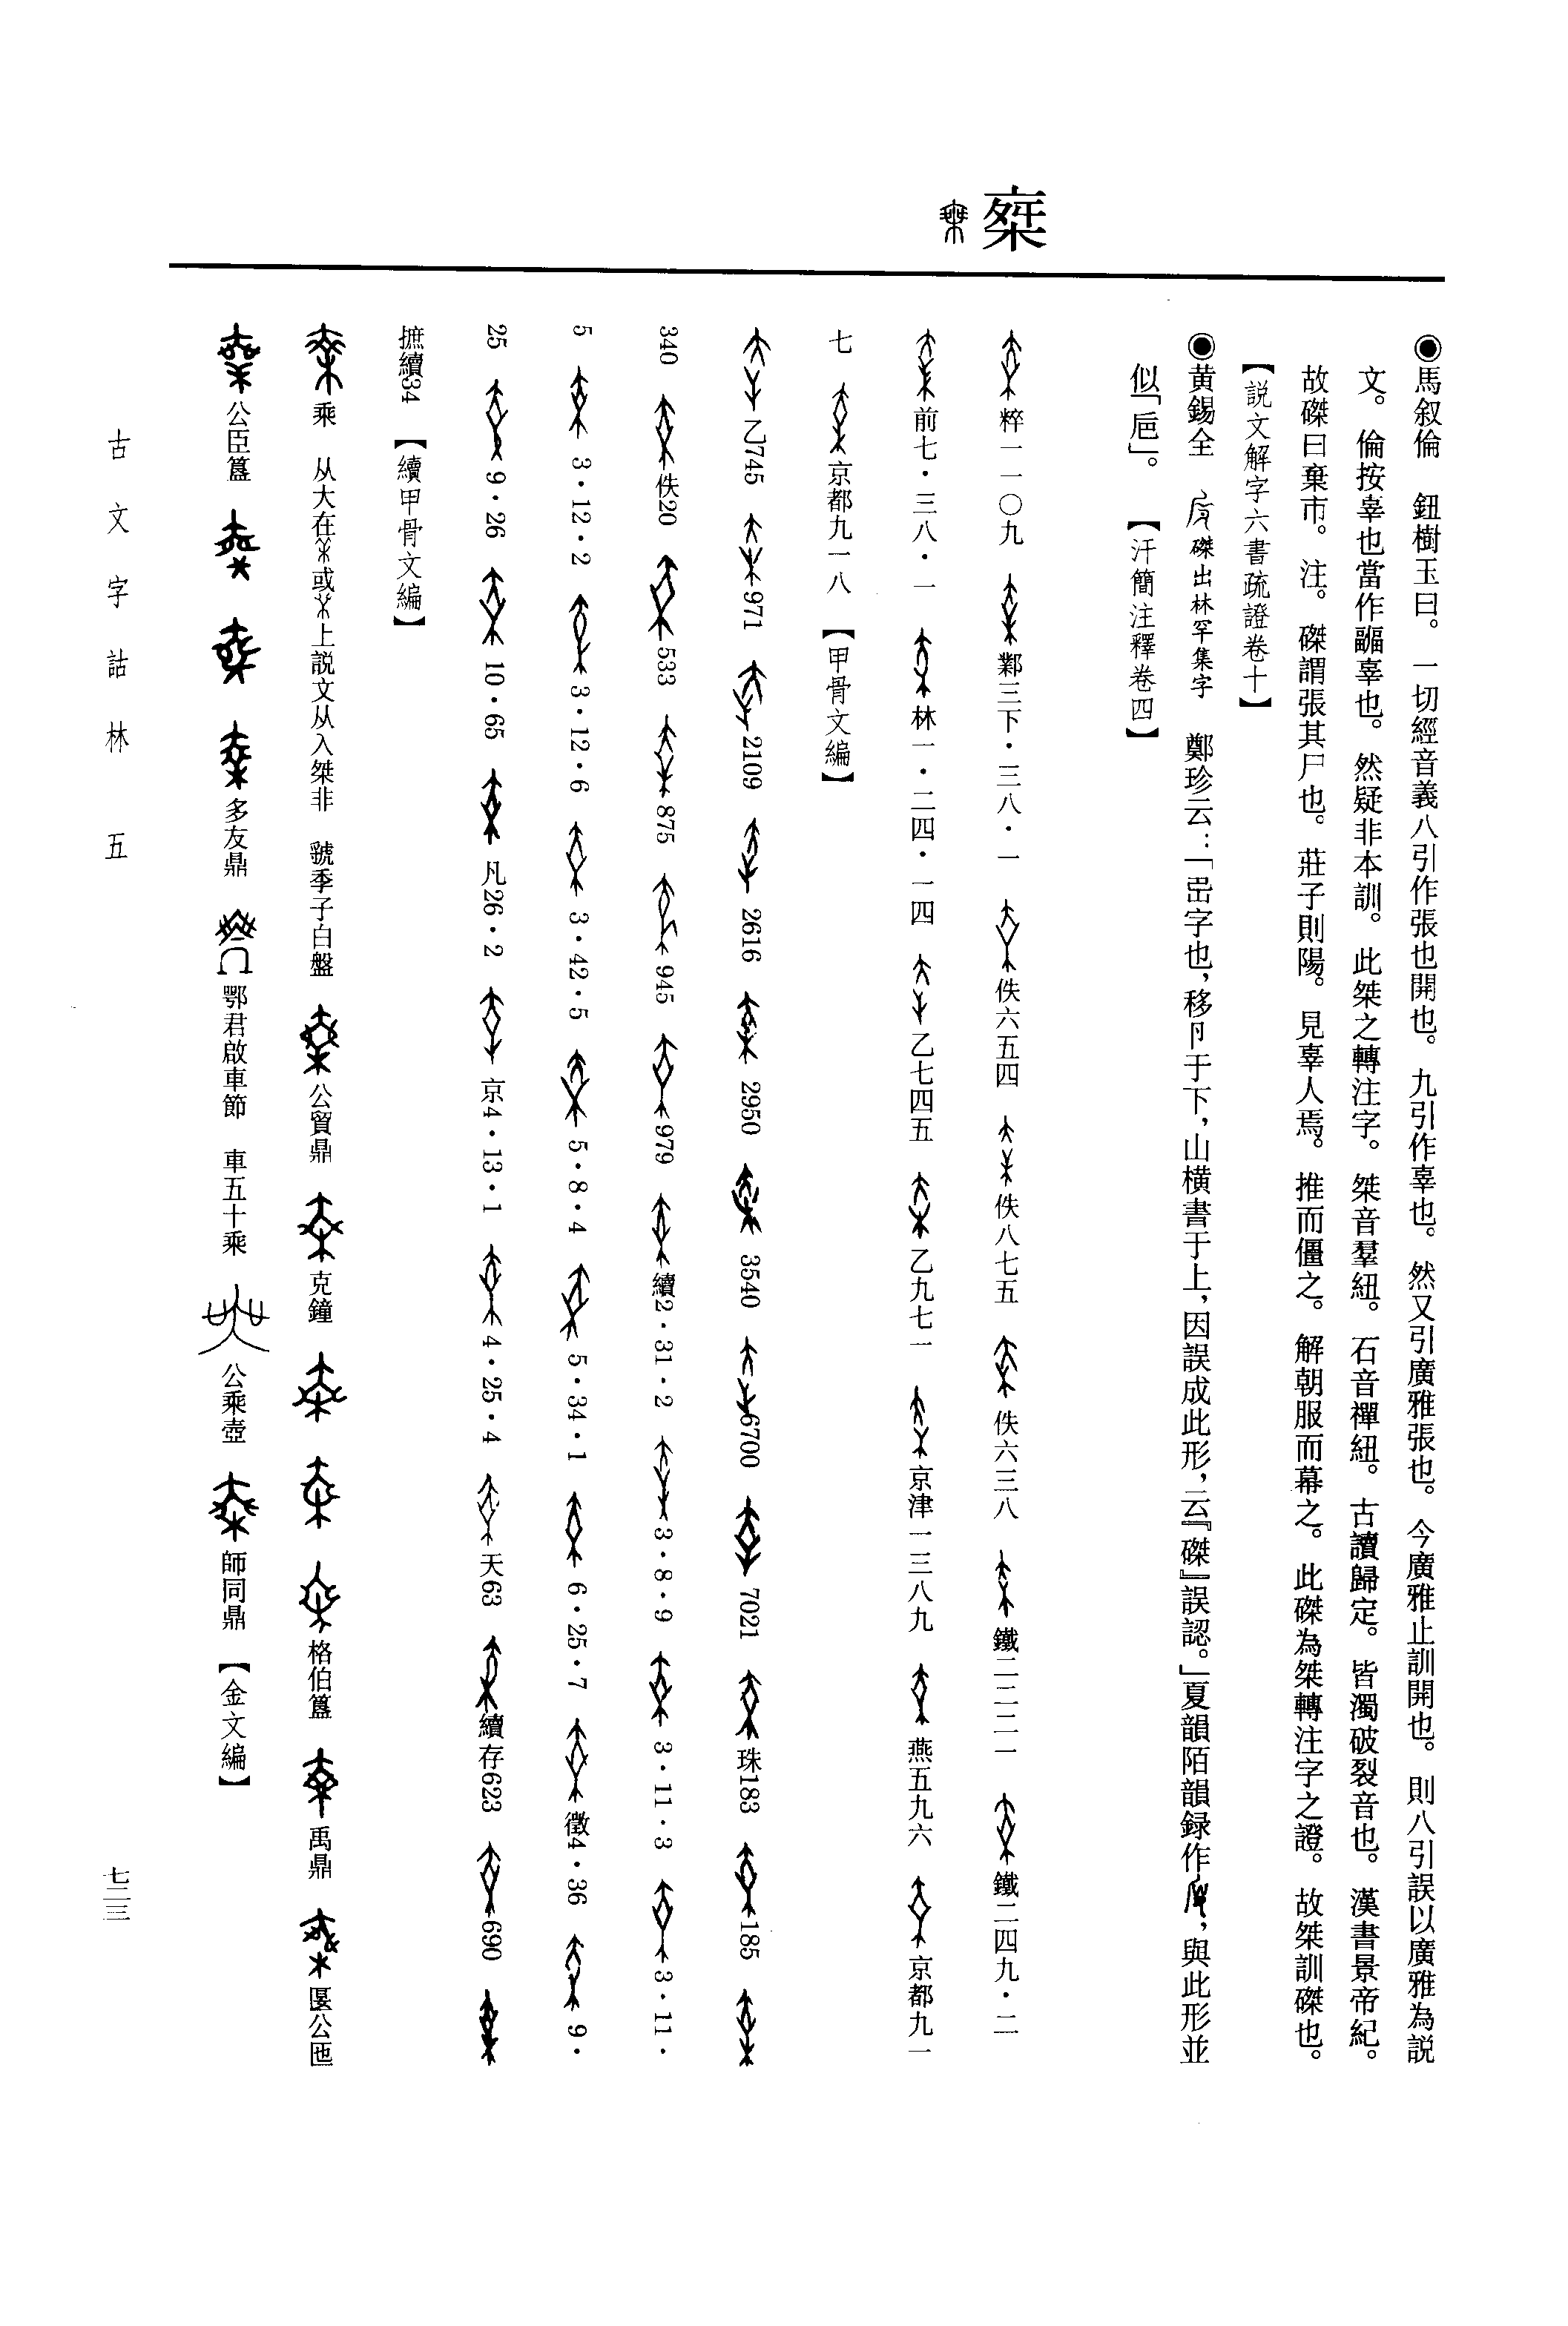 椉
◉馬叙倫　鈕樹玉曰。一切經音義八引作張也開也。九引作辜也。然又引廣雅張也。今廣雅止訓開也。則八引誤以廣雅為説
文。倫按辜也當作疈辜也。然疑非本訓。此桀之轉注字。桀音羣紐。石音禪紐。古讀歸定。皆濁破裂音也。漢書景帝紀。
故磔曰棄市。注。磔謂張其尸也。莊子則陽。見辜人焉。推而僵之。解朝服而幕之。此磔為桀轉注字之證。故桀訓磔也。
【説文解字六書疏證卷十】
◉黄錫全　磔出林罕集字　鄭珍云：「喦字也，移卪于下，山横書于上，因誤成此形，云『磔』誤認。」夏韻陌韻録作，與此形並
似「戹」。　【汗簡注釋卷四】
粹一一〇九　鄴三下・三八・一　佚六五四　佚八七五　佚六三八　鐵二二二一　鐵二四九・二
前七・三八・一　林一・二四・一四　乙七四五　乙九七一　京津一三八九　燕五九六　京都九一
七　京都九一八　【甲骨文編】
乙745　971　2109　2616　2950　3540　6700　7021　珠183　185
340　佚20　533　875　945　979　續2・31・2　3・8・9　3・11・3　3・11・
5　3・12・2　3・12・6　3・42・5　5・8・4　5・34・1　6・25・7　徵4・36　9・
25　9・26　10・65　凡26・2　京4・13・1　4・25・4　天63　續存623　690
摭續34　【續甲骨文編】
乘　从大在或上説文从入桀非　虢季子白盤　公貿鼎　克鐘　格伯簋　禹鼎　匽公匜
公臣簋　多友鼎　鄂君啟車節　車五十乘　公乘壺　師同鼎　【金文編】
古文字詁林　五
七二三